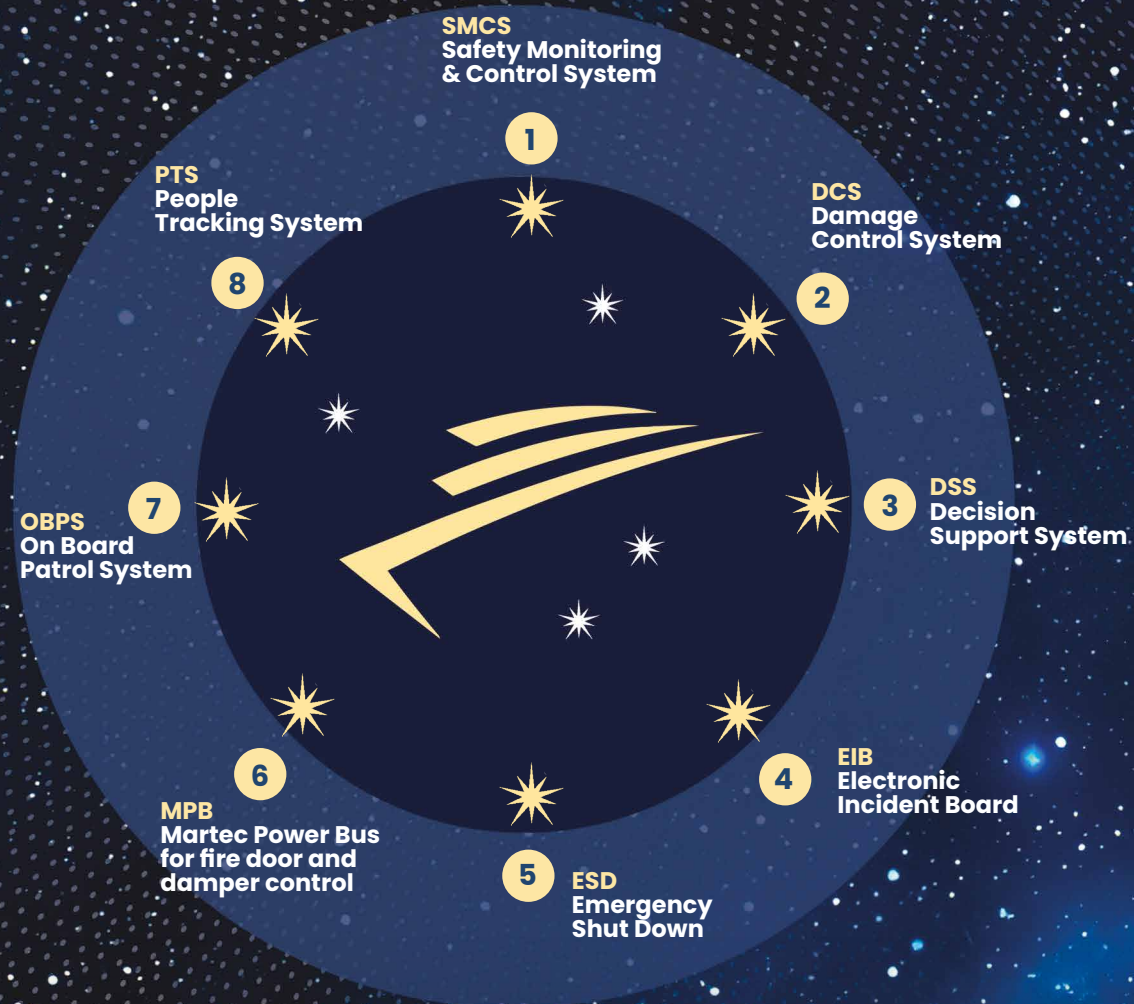 SMCS
Safety Monitoring
& Control System
1
DCS
Damage
Control System
2
3
DSS
Decision
Support System
4
EIB
Electronic
Incident Board
5
ESD
Emergency
Shut Down
6
MPB
Martec Power Bus
for fire door and
damper control
7
OBPS
On Board
Patrol System
PTS
People
Tracking System
8